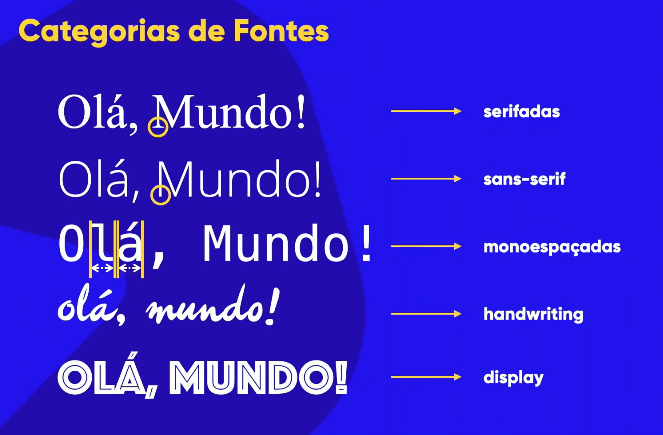 Categorias de Fontes
Olá, Mundo! serifadas
Olá, Mundo! sans-serif
Olá, Mundo! monoespaçadas
olá, mundo! handwriting
OLÁ, MUNDO! display